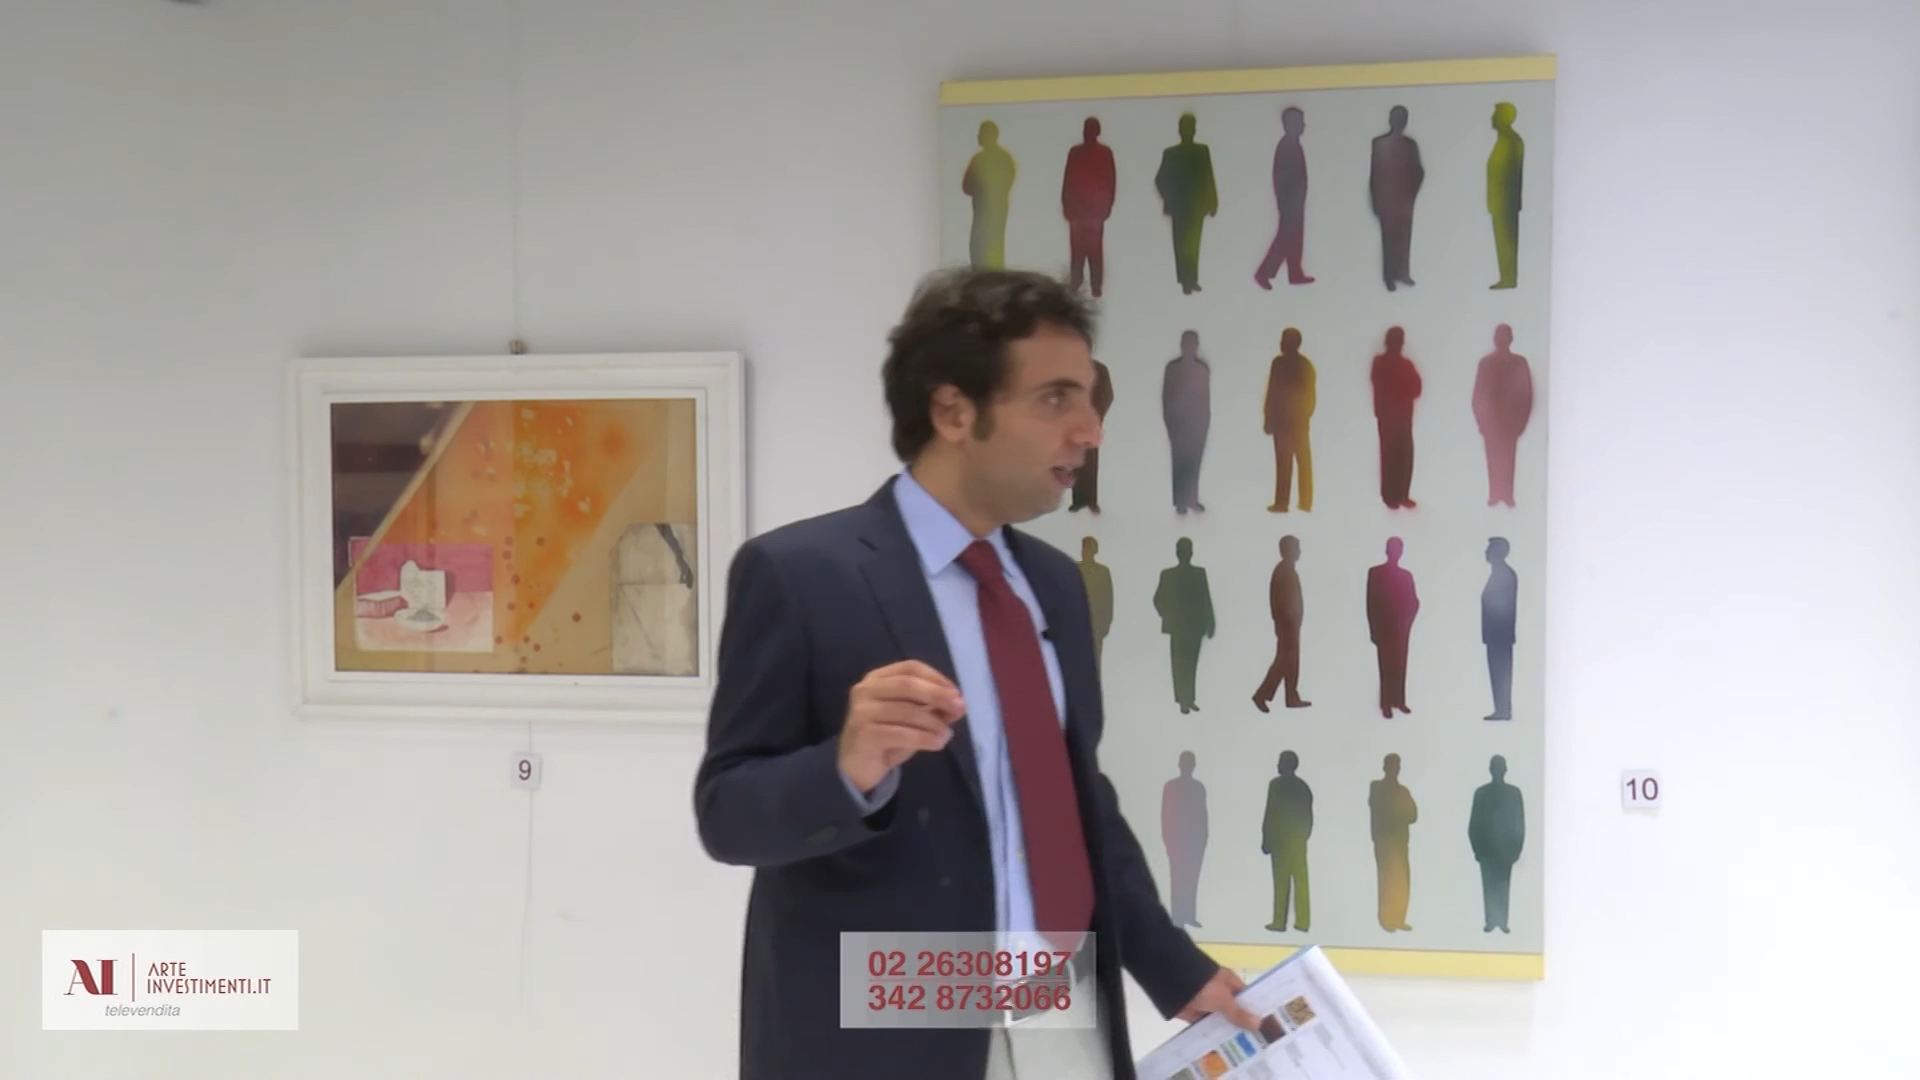 9
10
AI
ARTE
INVESTIMENTI.IT
televendita
02 26308197
342 8732066